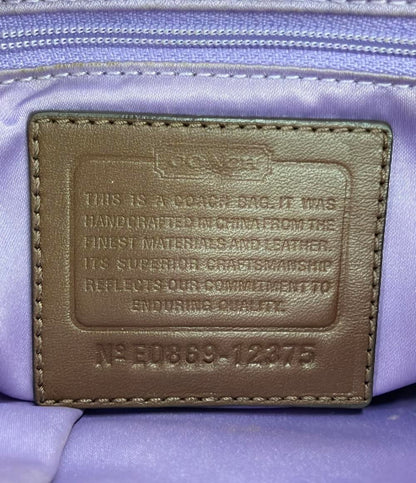 COACH
THIS IS A COACH BAG. IT WAS
HANDCRAFTED IN CHINA FROM THE
FINEST MATERIALS AND LEATHER.
ITS SUPERIOR CRAFTSMANSHIP
REFLECTS OUR COMMITMENT TO
ENDURING QUALITY.
Nº E0869-12375